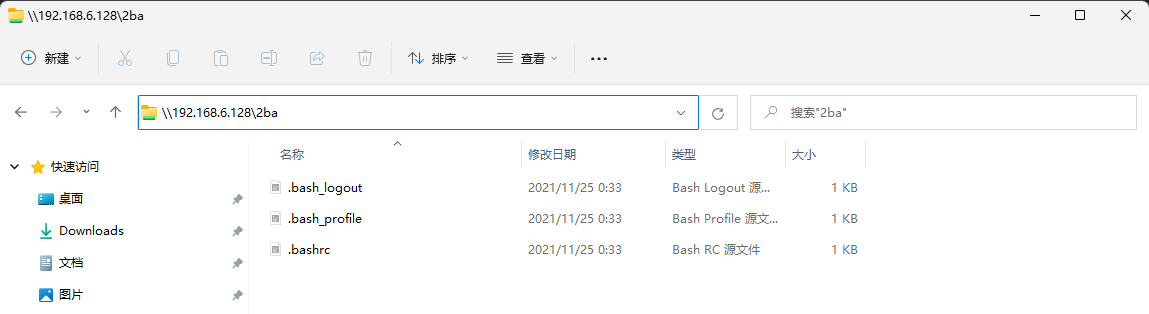 \\192.168.6.128\2ba
新建 排序 查看
\\192.168.6.128\2ba 搜索"2ba"
快速访问
桌面
Downloads
文档
图片
名称 修改日期 类型 大小
.bash_logout 2021/11/25 0:33 Bash Logout 源... 1 KB
.bash_profile 2021/11/25 0:33 Bash Profile 源文... 1 KB
.bashrc 2021/11/25 0:33 Bash RC 源文件 1 KB